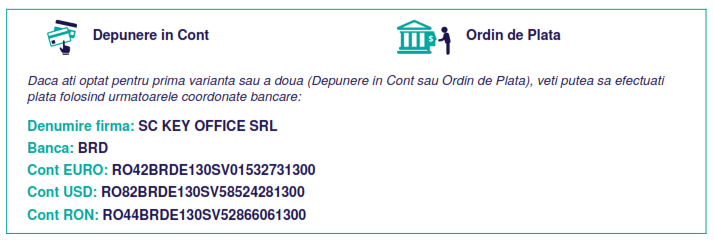 Depunere in Cont
Ordin de Plata
Daca ati optat pentru prima varianta sau a doua (Depunere in Cont sau Ordin de Plata), veti putea sa efectuati
plata folosind urmatoarele coordonate bancare:
Denumire firma: SC KEY OFFICE SRL
Banca: BRD
Cont EURO: RO42BRDE130SV01532731300
Cont USD: RO82BRDE130SV58524281300
Cont RON: RO44BRDE130SV52866061300